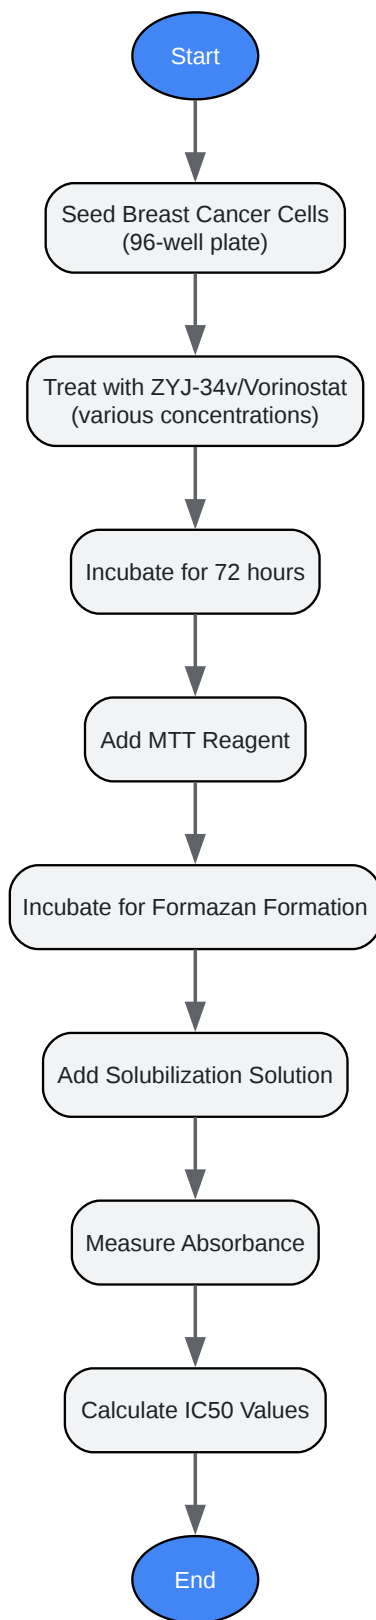 Start
Seed Breast Cancer Cells
(96-well plate)
Treat with ZYJ-34v/Vorinostat
(various concentrations)
Incubate for 72 hours
Add MTT Reagent
Incubate for Formazan Formation
Add Solubilization Solution
Measure Absorbance
Calculate IC50 Values
End